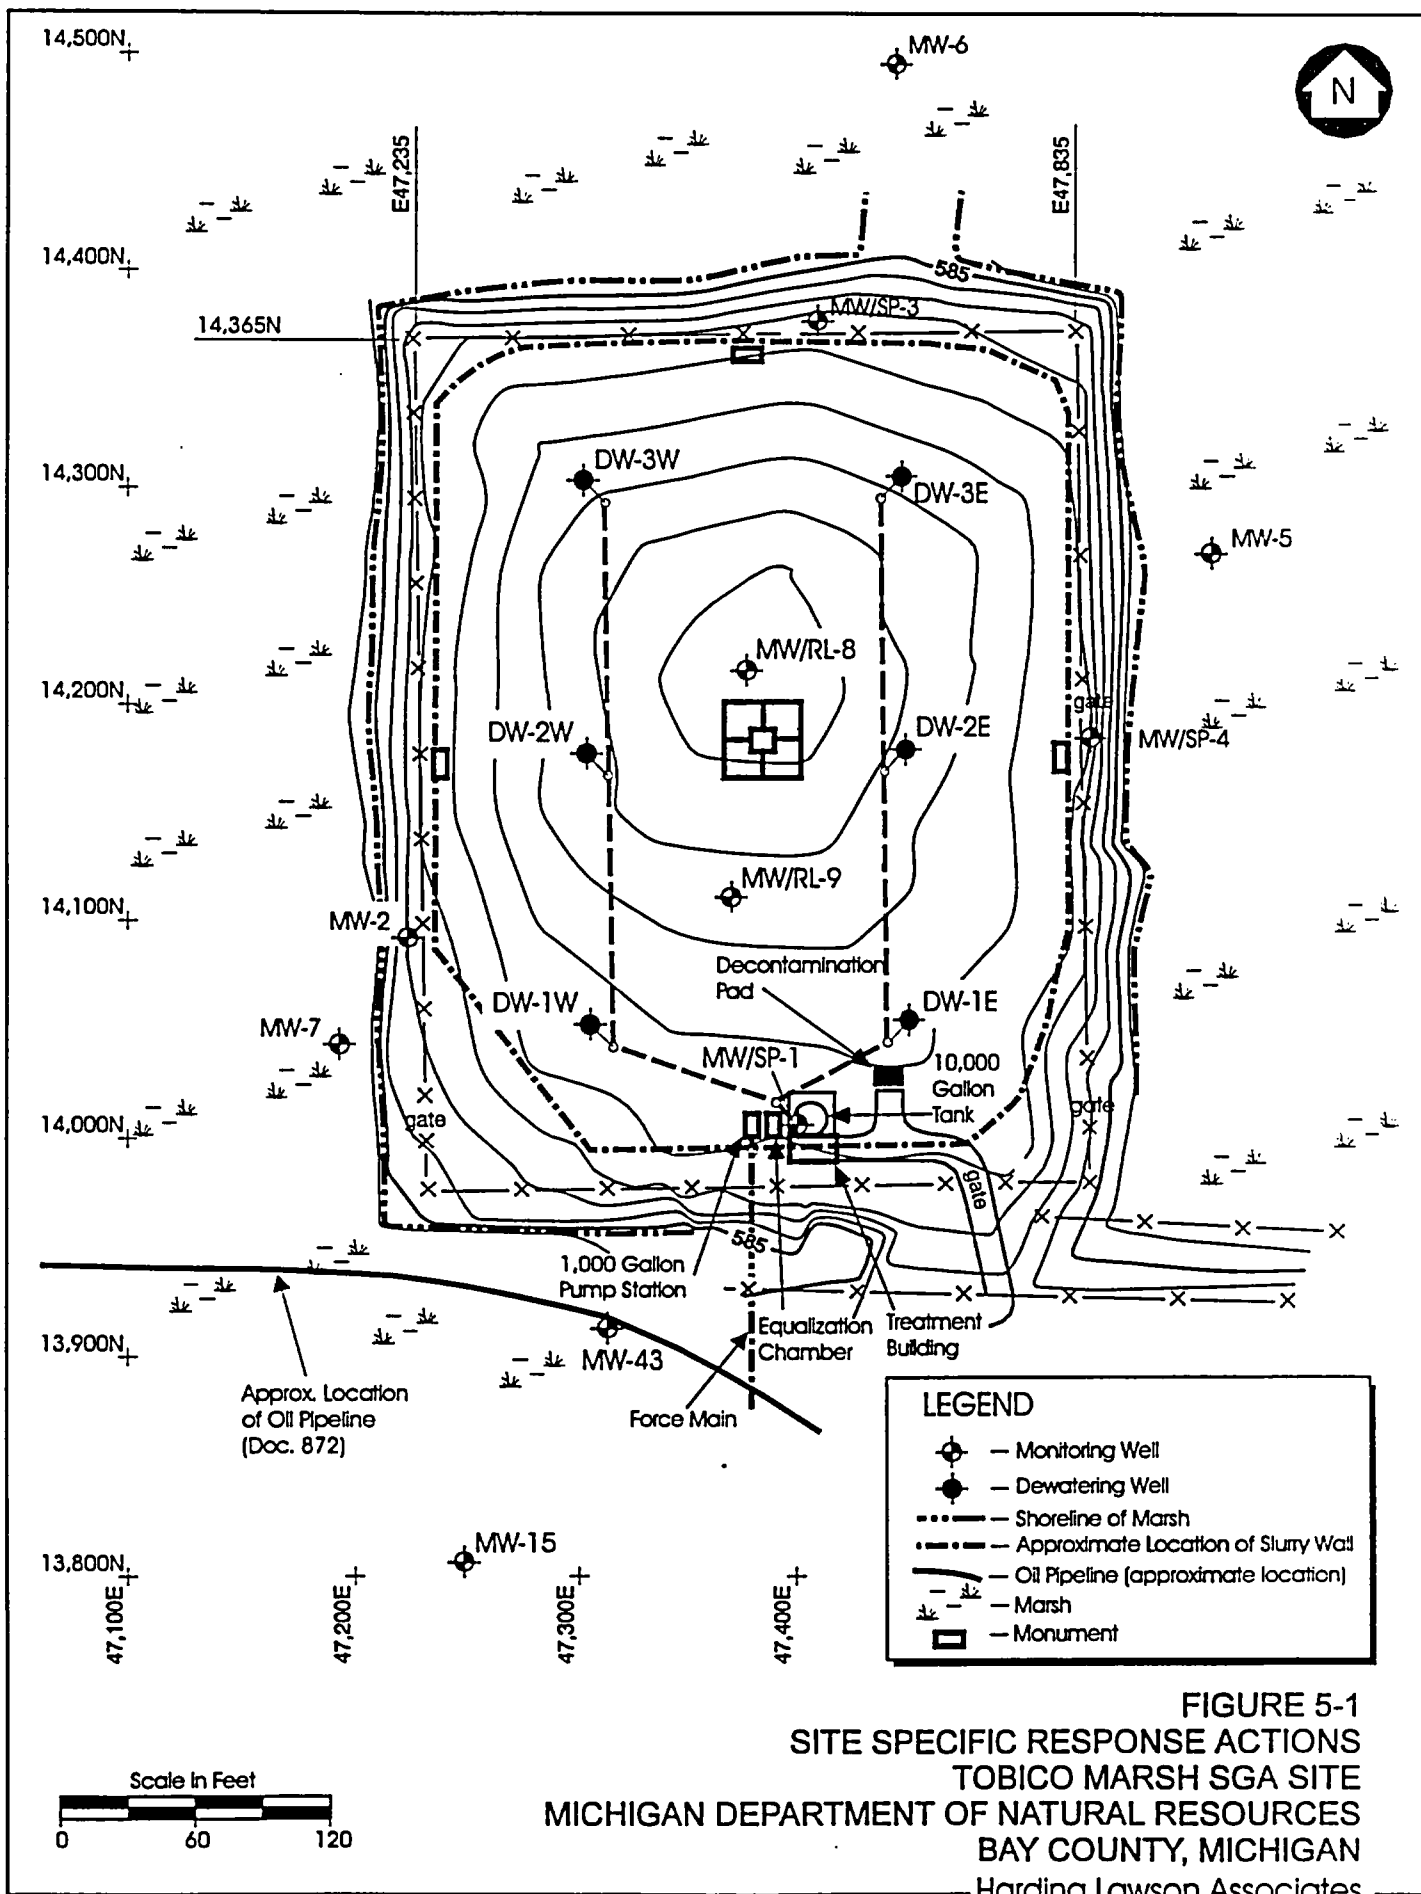 14,500N
MW-6
N
E47,235
E47,835
14,400N
585
MW/SP-3
14,365N
14,300N
DW-3W
DW-3E
MW-5
MW/RL-8
14,200N
gate
DW-2W
DW-2E
MW/SP-4
MW/RL-9
14,100N
MW-2
Decontamination
Pad
DW-1W
DW-1E
MW-7
MW/SP-1
10,000
Gallon
Tank
gate
gate
14,000N
gate
585
1,000 Gallon
Pump Station
Equalization
Chamber
Treatment
Building
13,900N
MW-43
Approx. Location
of Oil Pipeline
(Doc. 872)
Force Main
LEGEND
– Monitoring Well
– Dewatering Well
– Shoreline of Marsh
– Approximate Location of Slurry Wall
– Oil Pipeline (approximate location)
– Marsh
– Monument
MW-15
13,800N
47,100E
47,200E
47,300E
47,400E
FIGURE 5-1
SITE SPECIFIC RESPONSE ACTIONS
TOBICO MARSH SGA SITE
MICHIGAN DEPARTMENT OF NATURAL RESOURCES
BAY COUNTY, MICHIGAN
Harding Lawson Associates
Scale in Feet
0 60 120